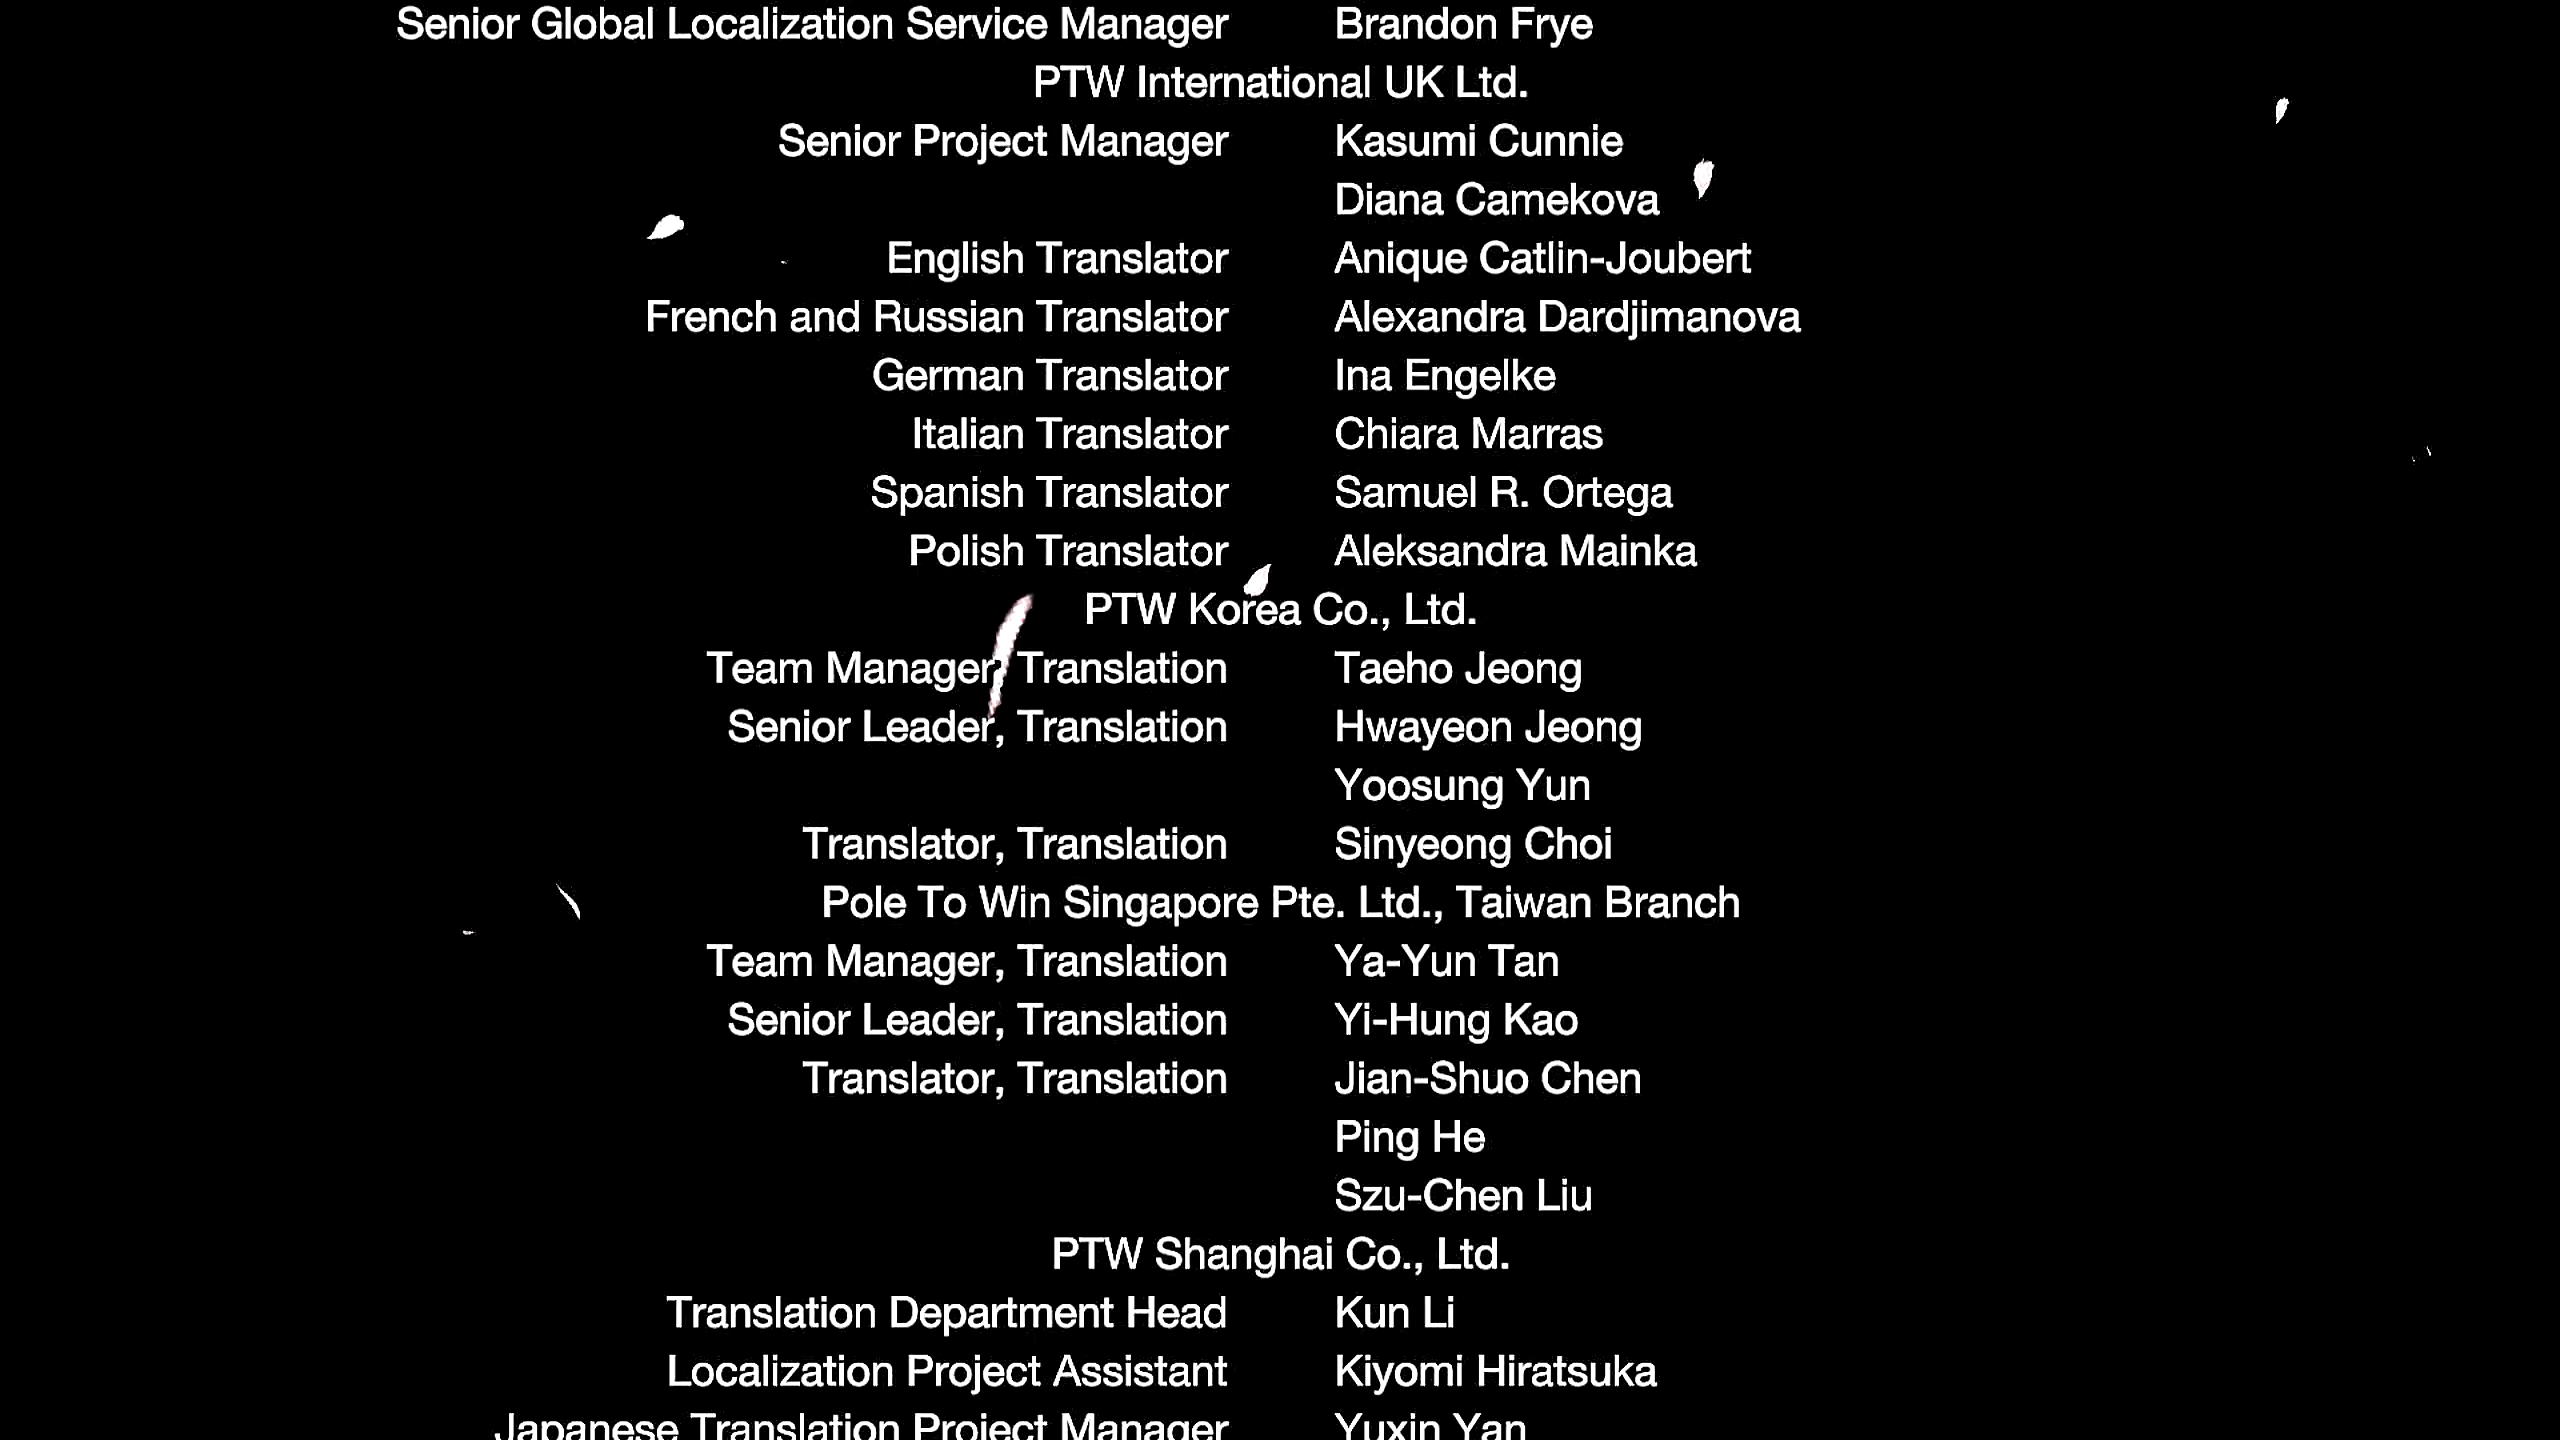 Senior Global Localization Service Manager Brandon Frye
PTW International UK Ltd.
Senior Project Manager Kasumi Cunnie
Diana Camekova
English Translator Anique Catlin-Joubert
French and Russian Translator Alexandra Dardjimanova
German Translator Ina Engelke
Italian Translator Chiara Marras
Spanish Translator Samuel R. Ortega
Polish Translator Aleksandra Mainka
PTW Korea Co., Ltd.
Team Manager, Translation Taeho Jeong
Senior Leader, Translation Hwayeon Jeong
Yoosung Yun
Translator, Translation Sinyeong Choi
Pole To Win Singapore Pte. Ltd., Taiwan Branch
Team Manager, Translation Ya-Yun Tan
Senior Leader, Translation Yi-Hung Kao
Translator, Translation Jian-Shuo Chen
Ping He
Szu-Chen Liu
PTW Shanghai Co., Ltd.
Translation Department Head Kun Li
Localization Project Assistant Kiyomi Hiratsuka
Japanese Translation Project Manager Yuxin Yan